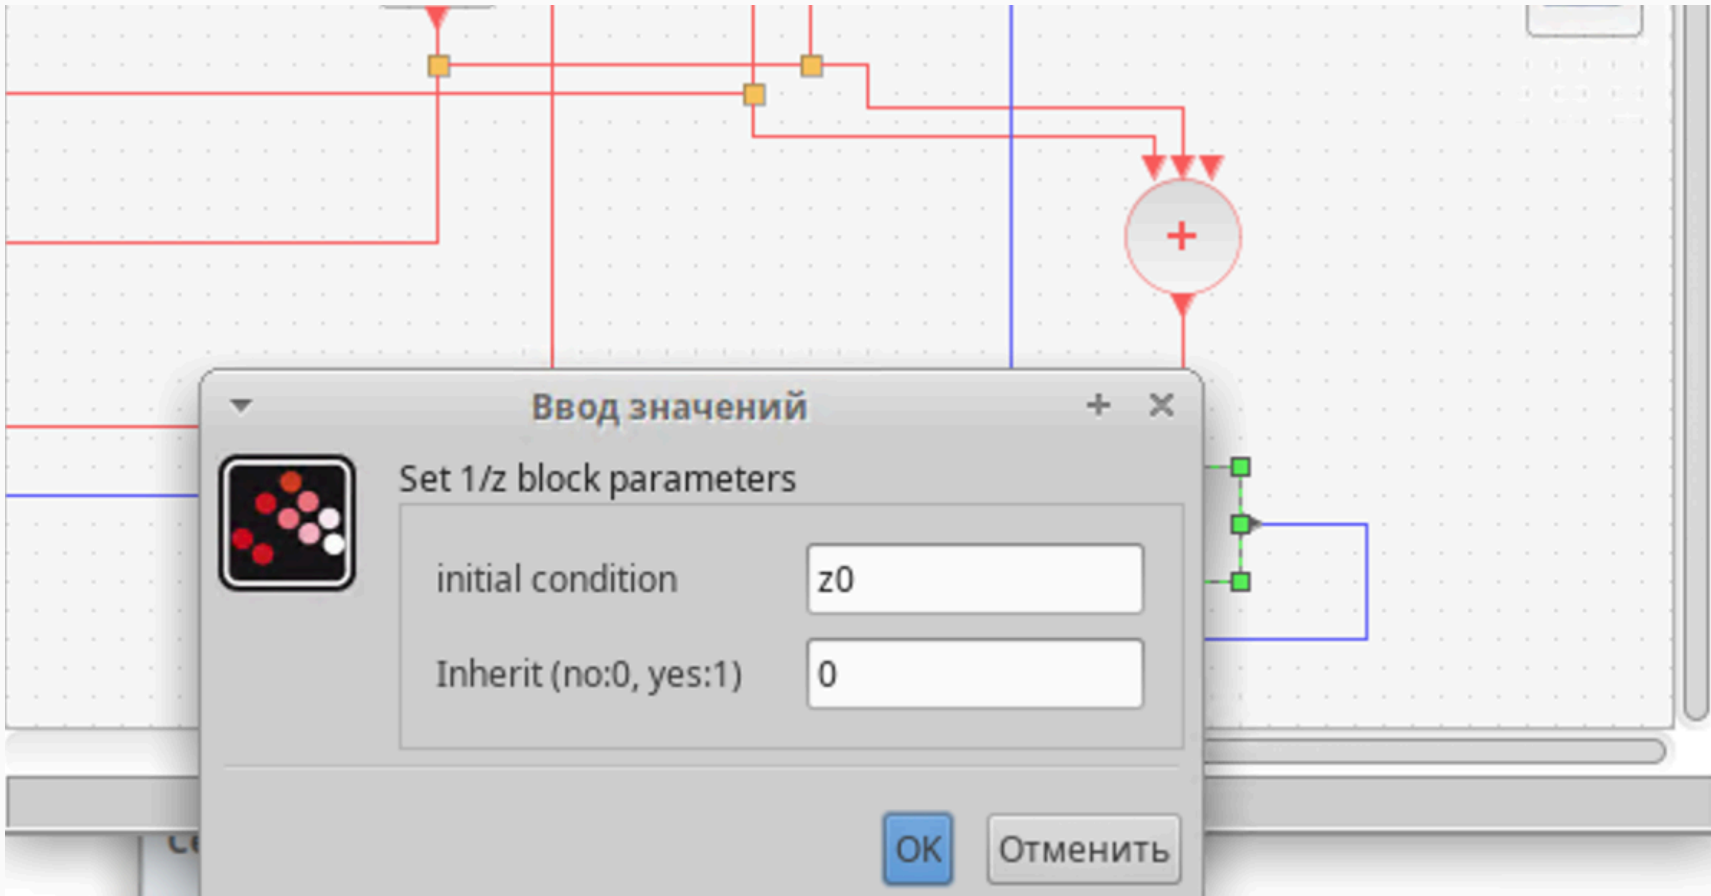 +
Ввод значений
Set 1/z block parameters
initial condition z0
Inherit (no:0, yes:1) 0
OK Отменить